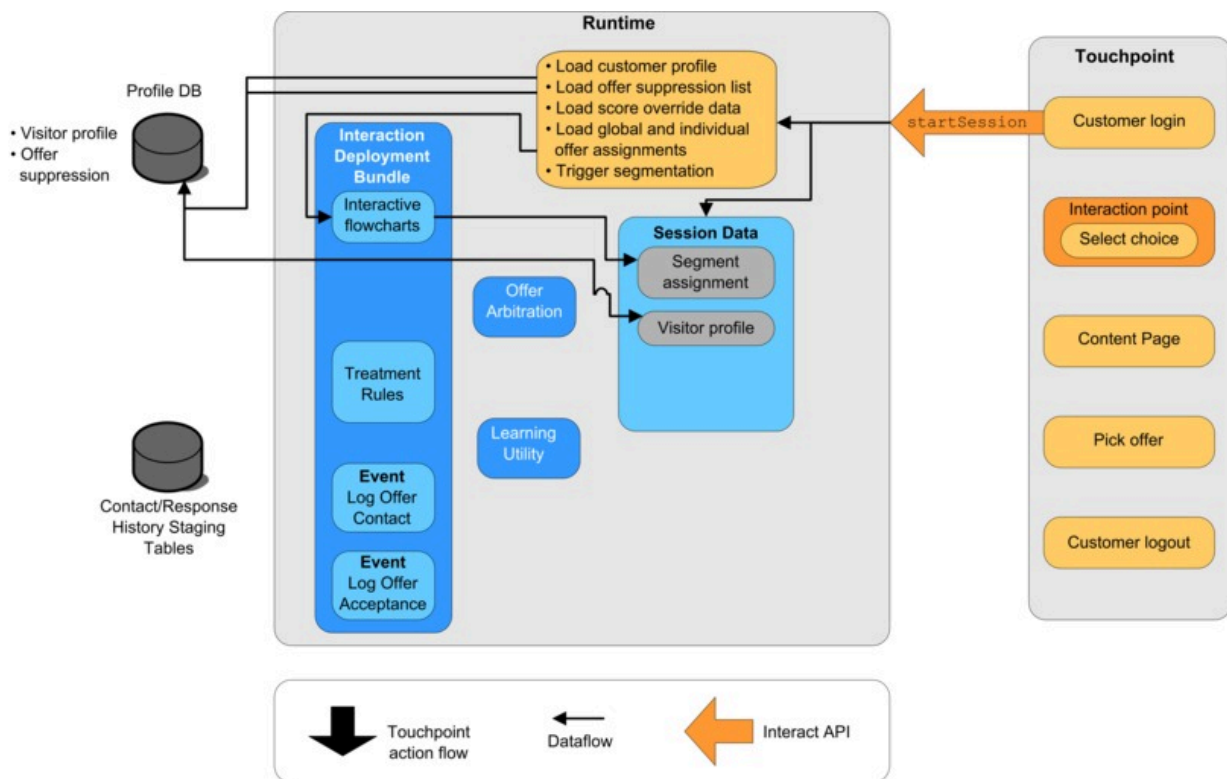 Runtime
• Load customer profile
• Load offer suppression list
• Load score override data
• Load global and individual
offer assignments
• Trigger segmentation
Profile DB
• Visitor profile
• Offer
suppression
Interaction
Deployment
Bundle
Interactive
flowcharts
Treatment
Rules
Event
Log Offer
Contact
Event
Log Offer
Acceptance
Offer
Arbitration
Learning
Utility
Session Data
Segment
assignment
Visitor profile
startSession
Touchpoint
Customer login
Interaction point
Select choice
Content Page
Pick offer
Customer logout
Contact/Response
History Staging
Tables
Touchpoint
action flow
Dataflow
Interact API